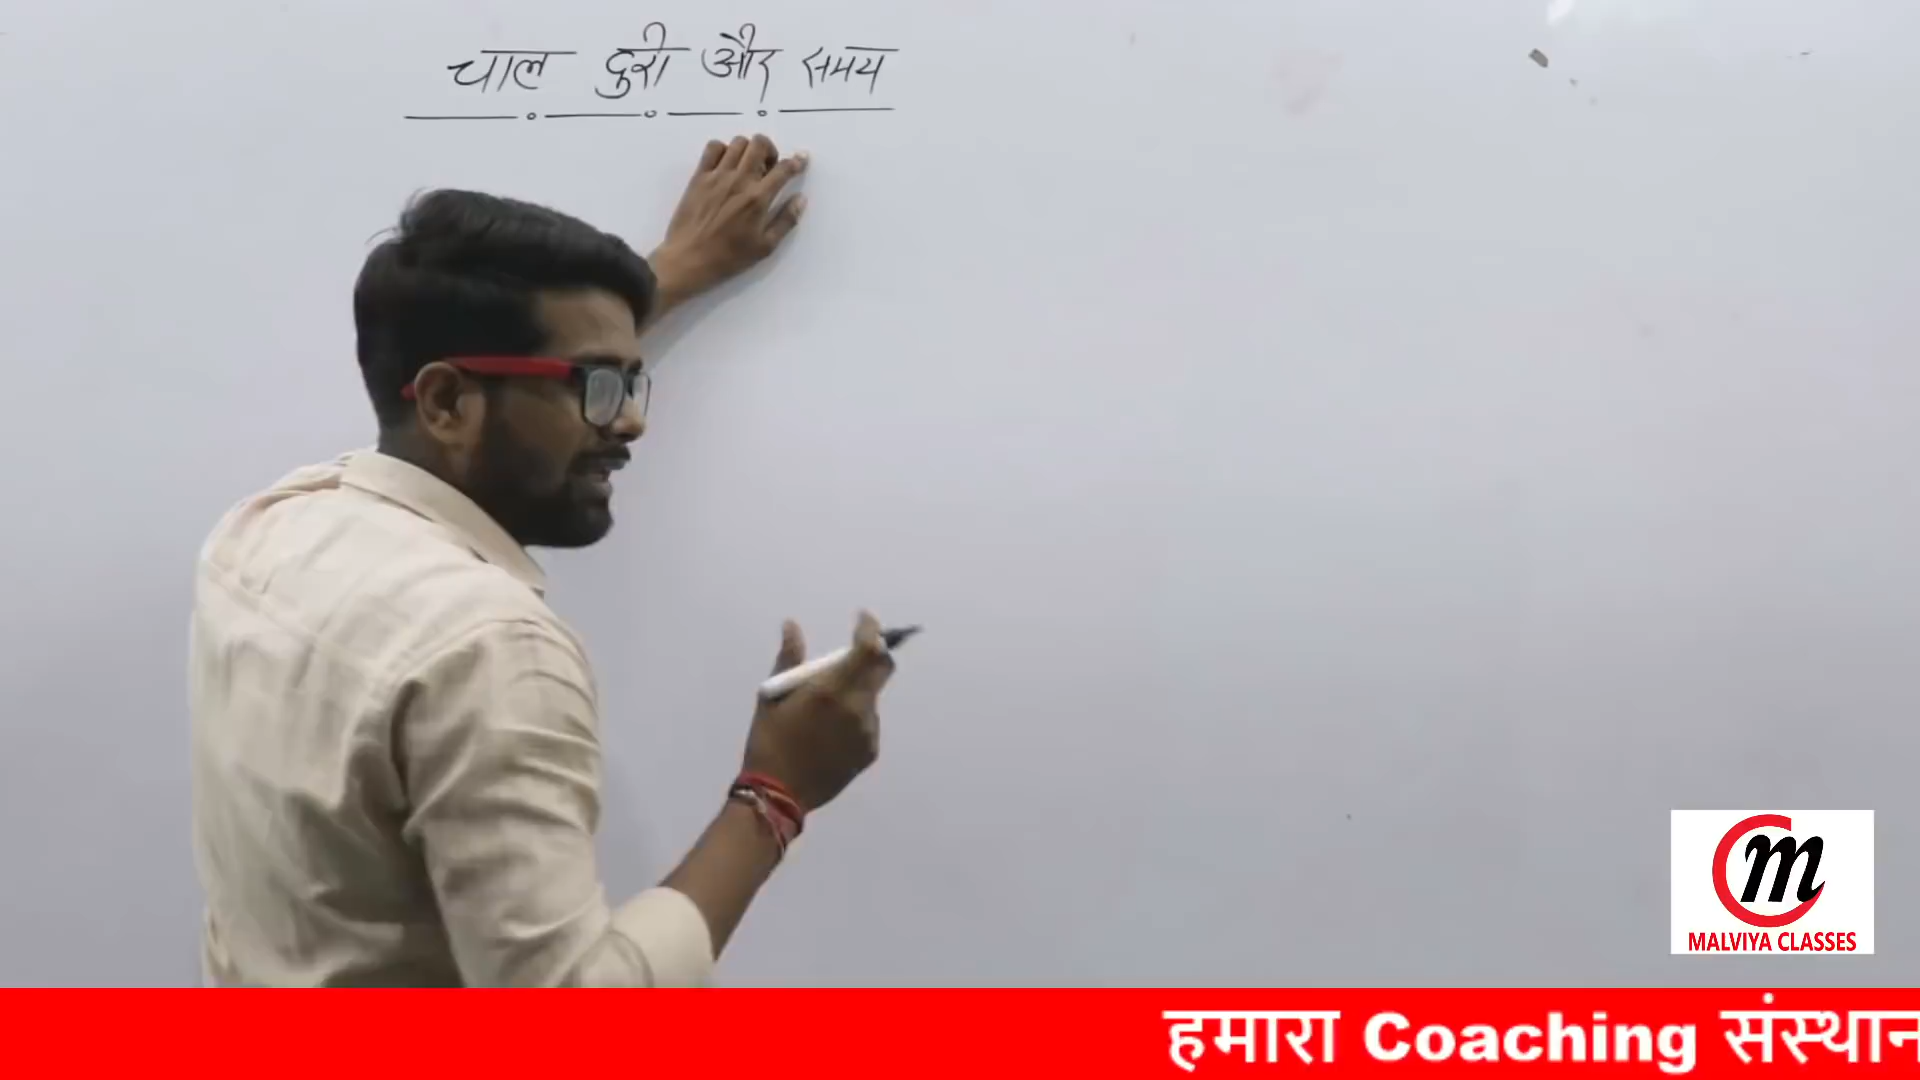 चाल दुरी और समय
m
MALVIYA CLASSES
हमारा Coaching संस्थान